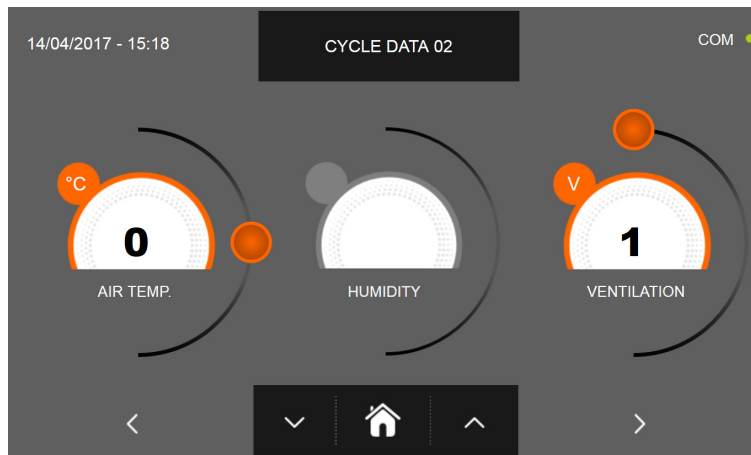 14/04/2017 - 15:18
CYCLE DATA 02
COM
°C
V
0
1
AIR TEMP.
HUMIDITY
VENTILATION